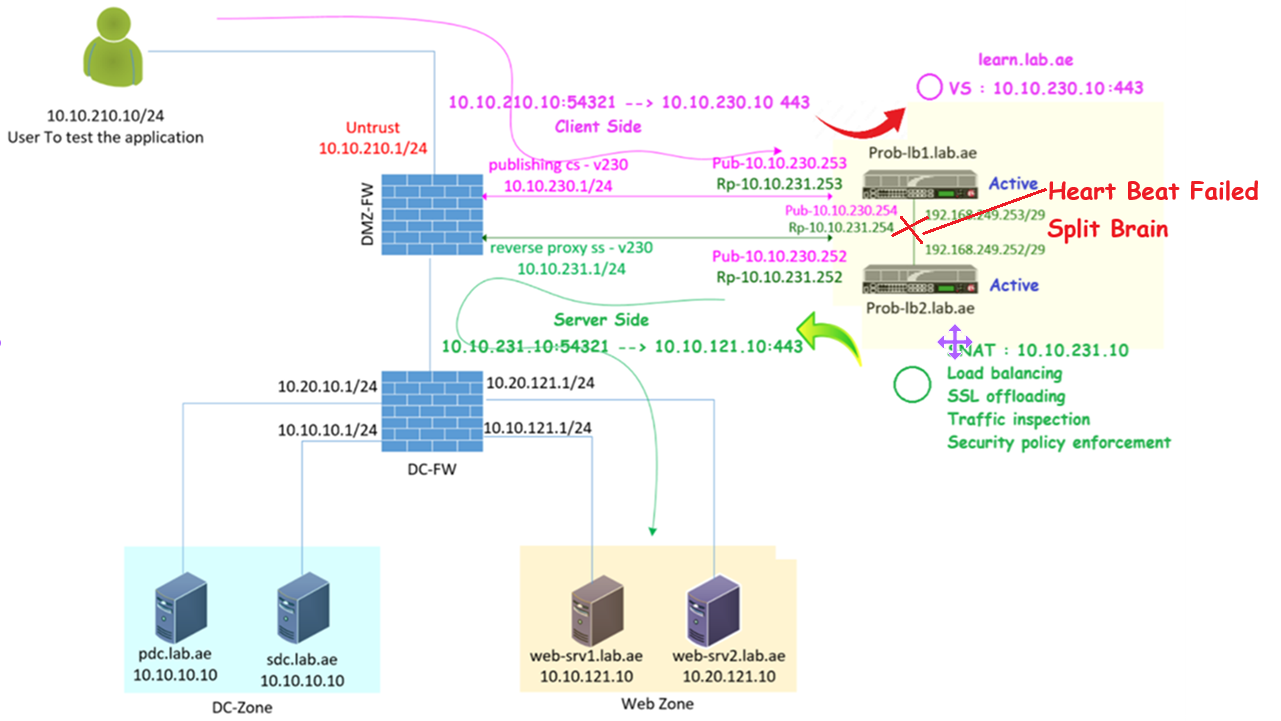 learn.lab.ae
VS : 10.10.230.10:443
10.10.210.10:54321 --> 10.10.230.10 443
Client Side
10.10.210.10/24
User To test the application
Untrust
10.10.210.1/24
Prob-lb1.lab.ae
publishing cs - v230
10.10.230.1/24
Pub-10.10.230.253
Rp-10.10.231.253
Active
Heart Beat Failed
Split Brain
DMZ-FW
Pub-10.10.230.254
Rp-10.10.231.254
192.168.249.253/29
192.168.249.252/29
reverse proxy ss - v230
10.10.231.1/24
Pub-10.10.230.252
Rp-10.10.231.252
Active
Prob-lb2.lab.ae
Server Side
10.10.231.10:54321 --> 10.10.121.10:443
SNAT : 10.10.231.10
Load balancing
SSL offloading
Traffic inspection
Security policy enforcement
10.20.10.1/24
10.20.121.1/24
10.10.10.1/24
10.10.121.1/24
DC-FW
pdc.lab.ae
10.10.10.10
sdc.lab.ae
10.10.10.10
DC-Zone
web-srv1.lab.ae
10.10.121.10
web-srv2.lab.ae
10.20.121.10
Web Zone